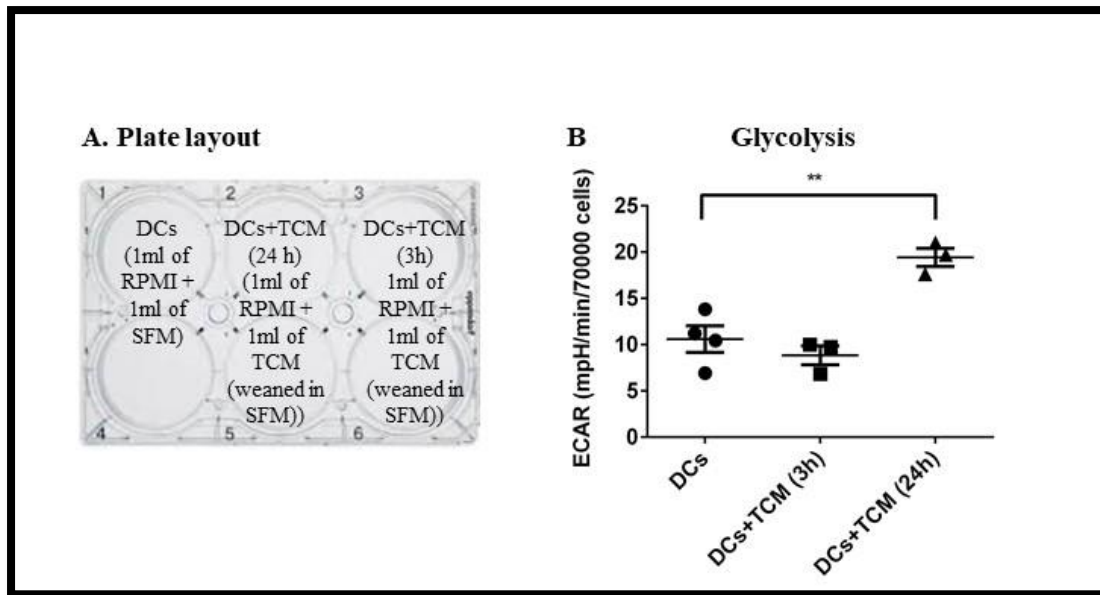 A. Plate layout
1
2
3
DCs
(1ml of
RPMI +
1ml of
SFM)
DCs+TCM
(24 h)
(1ml of
RPMI +
1ml of
TCM
(weaned in
SFM))
DCs+TCM
(3h)
1ml of
RPMI +
1ml of
TCM
(weaned in
SFM))
4
5
6
B
Glycolysis
**
ECAR (mpH/min/70000 cells)
25
20
15
10
5
0
DCs
DCs+TCM (3h)
DCs+TCM (24h)